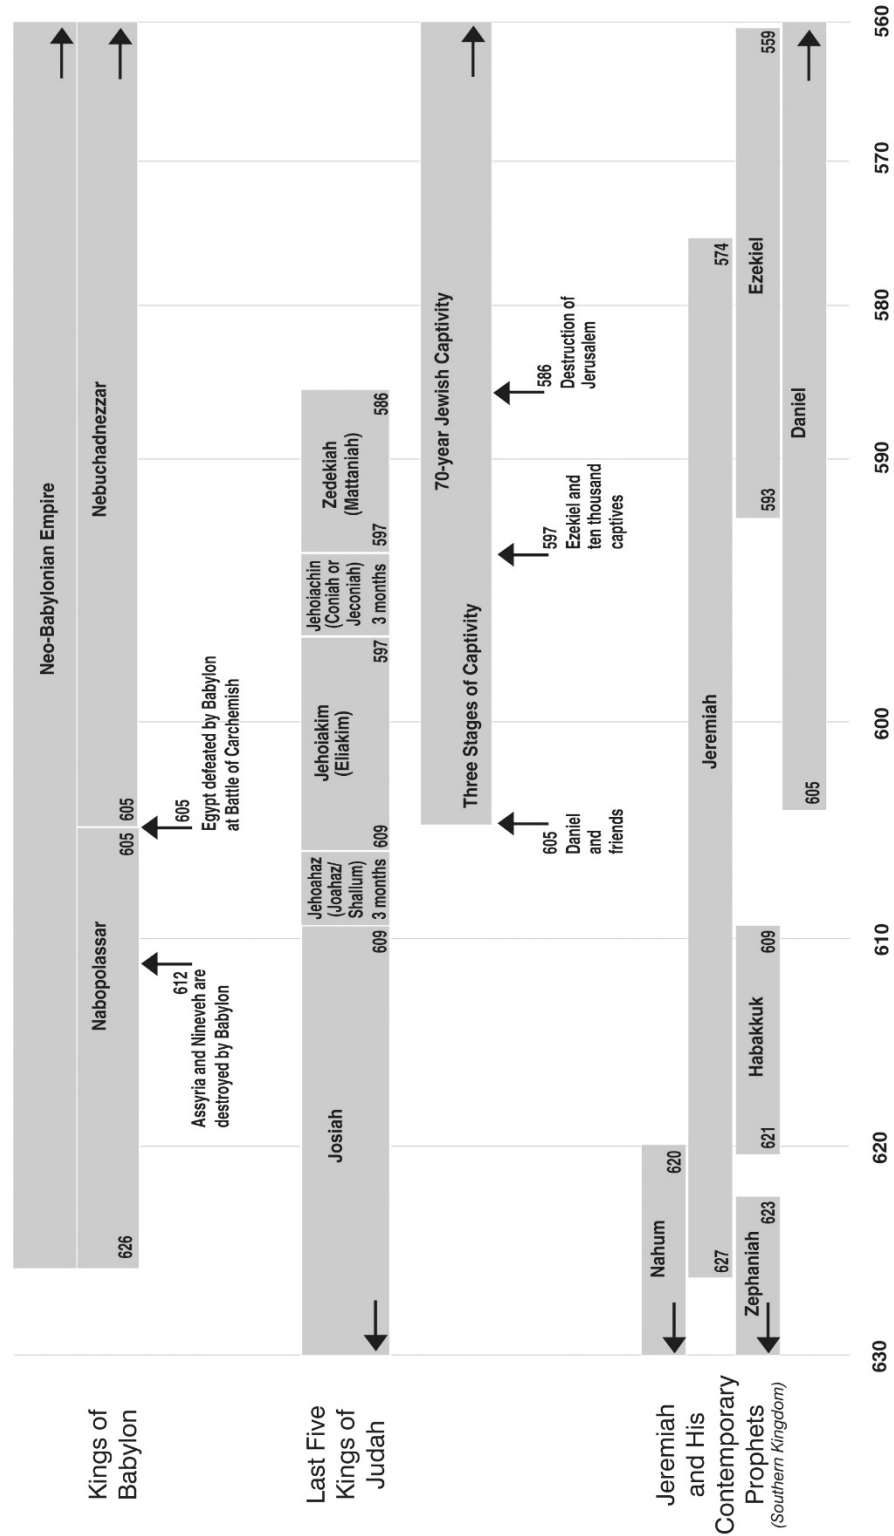 Kings of
Babylon
Neo-Babylonian Empire
626
Nabopolassar
605
605
Nebuchadnezzar
612
Assyria and Nineveh are
destroyed by Babylon
605
Egypt defeated by Babylon
at Battle of Carchemish
Last Five
Kings of
Judah
Josiah
609
Jehoahaz
(Joahaz/
Shallum)
3 months
609
Jehoiakim
(Eliakim)
597
Jehoiachin
(Coniah or
Jeconiah)
3 months
597
Zedekiah
(Mattaniah)
586
Three Stages of Captivity
70-year Jewish Captivity
605
Daniel
and
friends
597
Ezekiel and
ten thousand
captives
586
Destruction of
Jerusalem
Jeremiah
and His
Contemporary
Prophets
(Southern Kingdom)
Nahum
620
627
Jeremiah
574
Zephaniah
623
621
Habakkuk
609
593
Ezekiel
559
605
Daniel
630
620
610
600
590
580
570
560